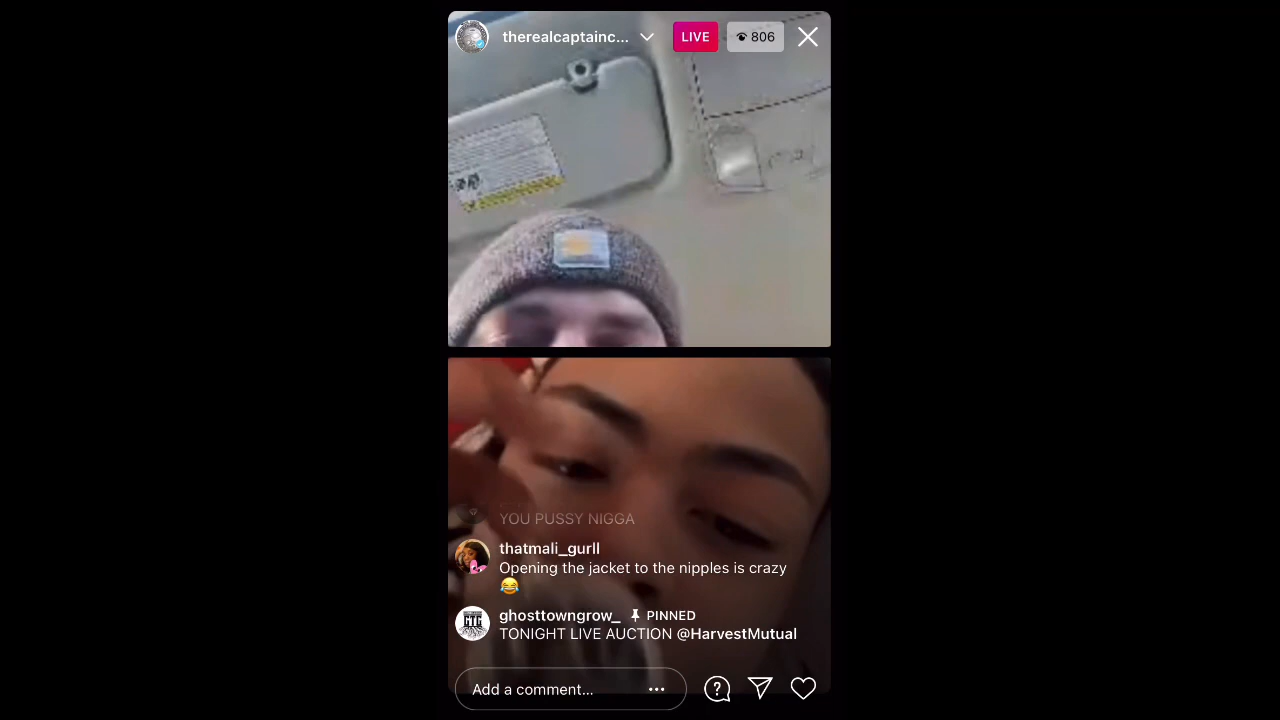 therealcaptainc...
LIVE
806
YOU PUSSY NIGGA
thatmali_gurll
Opening the jacket to the nipples is crazy
😂
ghosttowngrow_ PINNED
TONIGHT LIVE AUCTION @HarvestMutual
GTG
Add a comment...